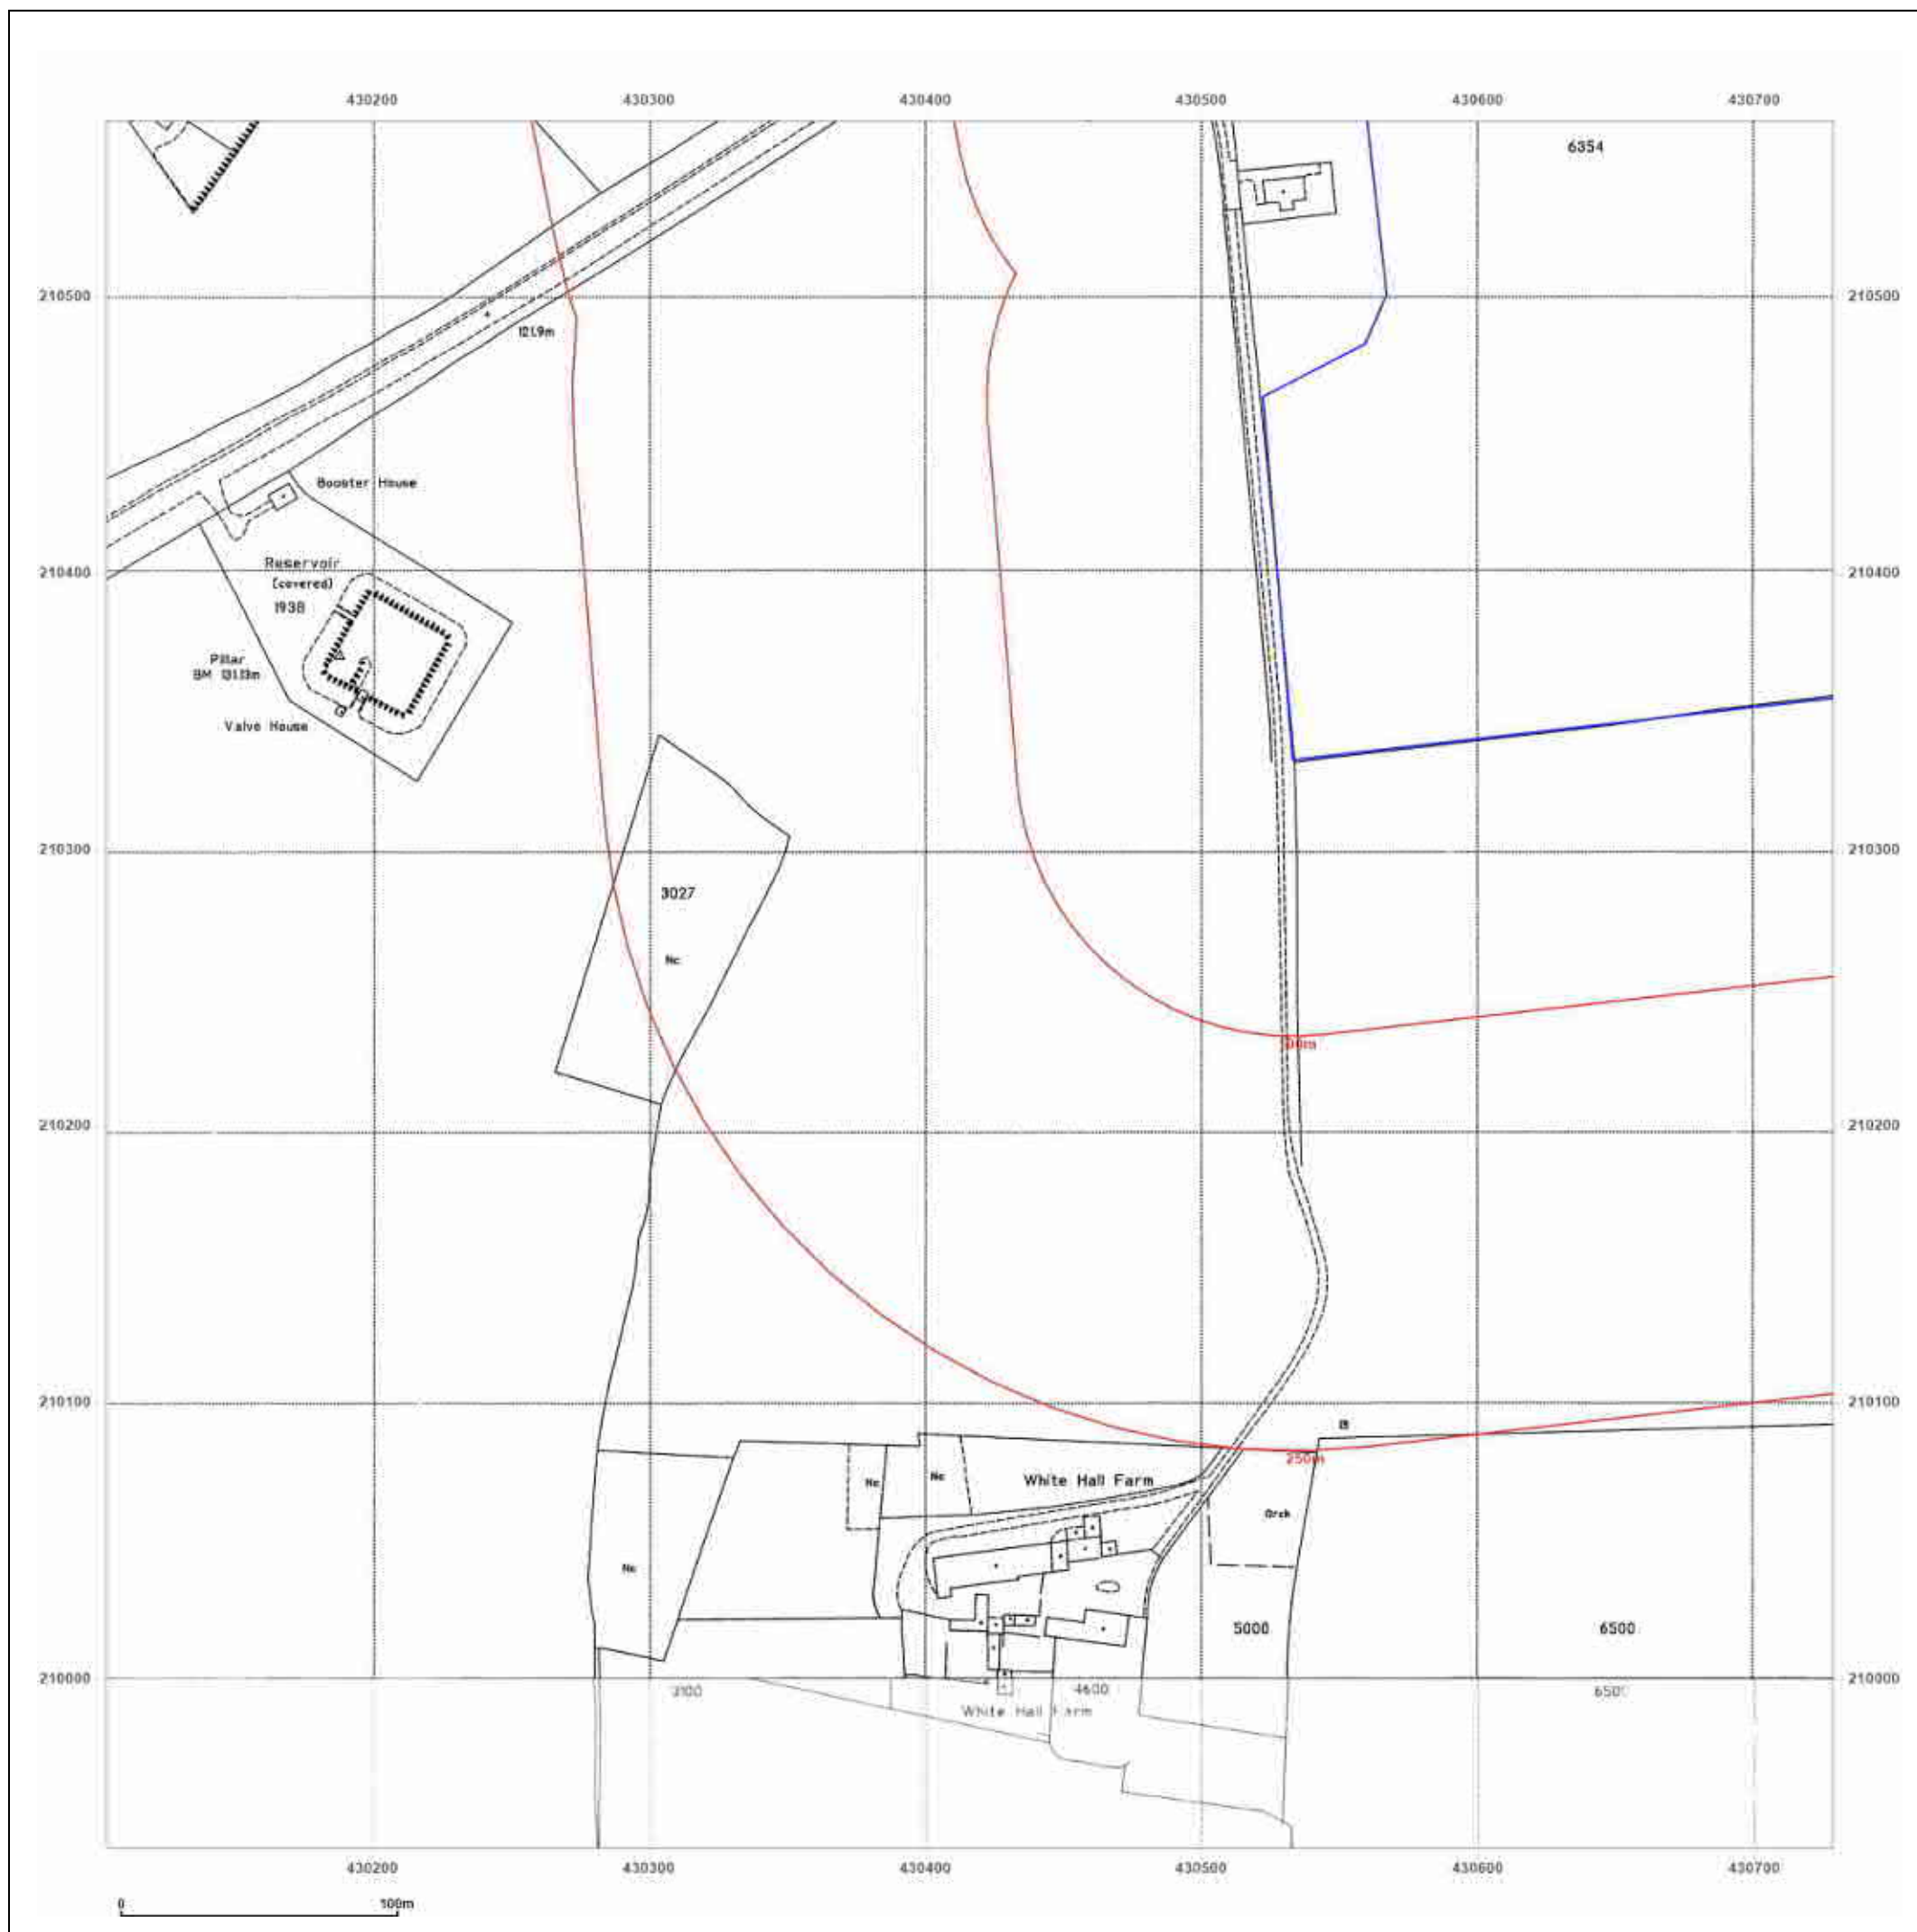 430200 430300 430400 430500 430600 430700
6354
210500 210500
121.9m
Booster House
Reservoir
(covered)
1938
210400 210400
Pillar
BM 131.13m
Valve House
210300 210300
3027
Nc
100m
210200 210200
210100 210100
250m
Nc Nc White Hall Farm
Orch
Nc
5000 6500
210000 210000
3100 4600
White Hall Farm
430200 430300 430400 430500 430600 430700
0 100m